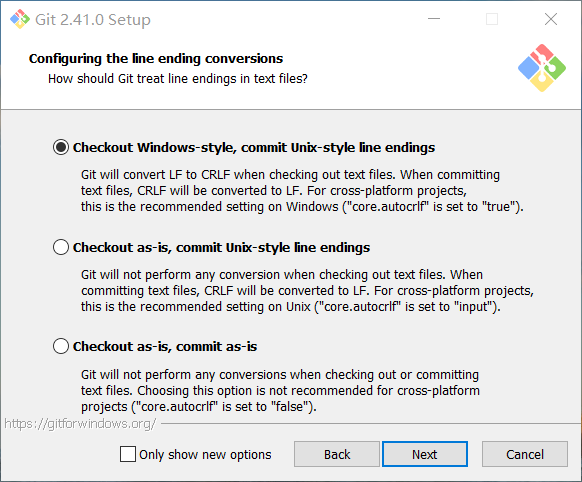 Git 2.41.0 Setup
Configuring the line ending conversions
How should Git treat line endings in text files?
Checkout Windows-style, commit Unix-style line endings
Git will convert LF to CRLF when checking out text files. When committing
text files, CRLF will be converted to LF. For cross-platform projects,
this is the recommended setting on Windows ("core.autocrlf" is set to "true").
Checkout as-is, commit Unix-style line endings
Git will not perform any conversion when checking out text files. When
committing text files, CRLF will be converted to LF. For cross-platform projects,
this is the recommended setting on Unix ("core.autocrlf" is set to "input").
Checkout as-is, commit as-is
Git will not perform any conversions when checking out or committing
text files. Choosing this option is not recommended for cross-platform
projects ("core.autocrlf" is set to "false").
https://gitforwindows.org/
Only show new options
Back
Next
Cancel